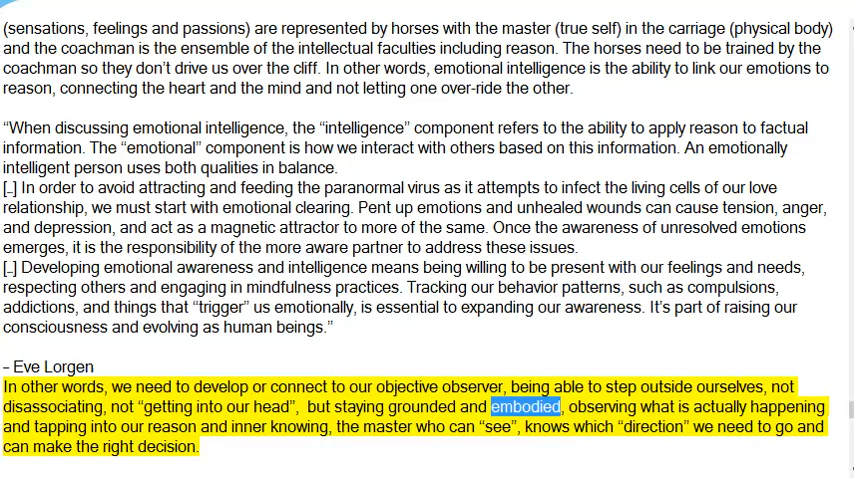 (sensations, feelings and passions) are represented by horses with the master (true self) in the carriage (physical body)
and the coachman is the ensemble of the intellectual faculties including reason. The horses need to be trained by the
coachman so they don’t drive us over the cliff. In other words, emotional intelligence is the ability to link our emotions to
reason, connecting the heart and the mind and not letting one over-ride the other.
“When discussing emotional intelligence, the “intelligence” component refers to the ability to apply reason to factual
information. The “emotional” component is how we interact with others based on this information. An emotionally
intelligent person uses both qualities in balance.
[..] In order to avoid attracting and feeding the paranormal virus as it attempts to infect the living cells of our love
relationship, we must start with emotional clearing. Pent up emotions and unhealed wounds can cause tension, anger,
and depression, and act as a magnetic attractor to more of the same. Once the awareness of unresolved emotions
emerges, it is the responsibility of the more aware partner to address these issues.
[..] Developing emotional awareness and intelligence means being willing to be present with our feelings and needs,
respecting others and engaging in mindfulness practices. Tracking our behavior patterns, such as compulsions,
addictions, and things that “trigger” us emotionally, is essential to expanding our awareness. It’s part of raising our
consciousness and evolving as human beings.”
– Eve Lorgen
In other words, we need to develop or connect to our objective observer, being able to step outside ourselves, not
disassociating, not “getting into our head”, but staying grounded and embodied, observing what is actually happening
and tapping into our reason and inner knowing, the master who can “see”, knows which “direction” we need to go and
can make the right decision.